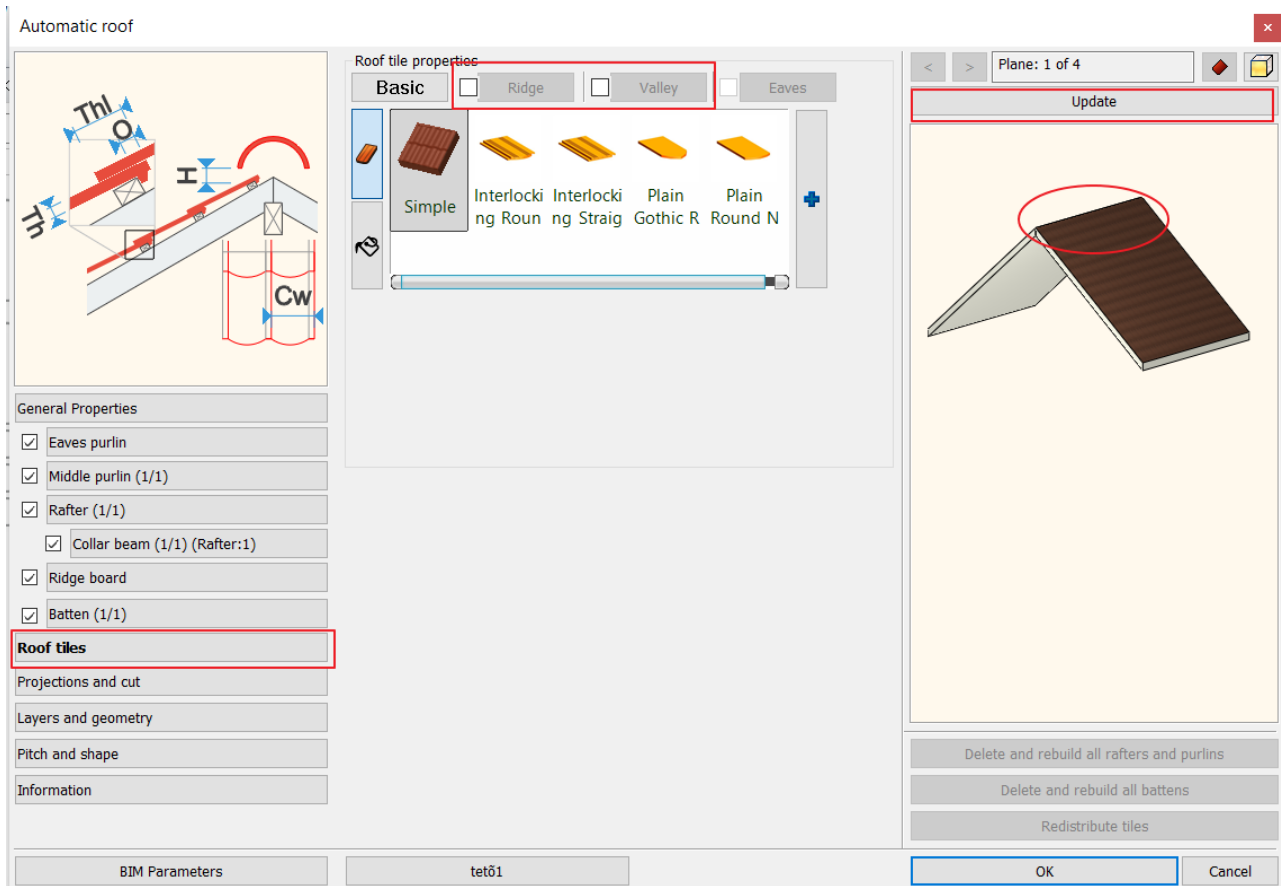 Automatic roof
×
Thl
O
H
Th
Cw
General Properties
Eaves purlin
Middle purlin (1/1)
Rafter (1/1)
Collar beam (1/1) (Rafter:1)
Ridge board
Batten (1/1)
Roof tiles
Projections and cut
Layers and geometry
Pitch and shape
Information
BIM Parameters
Roof tile properties
Basic
Ridge
Valley
Eaves
Simple
Interlocki
ng Roun
Interlocki
ng Straig
Plain
Gothic R
Plain
Round N
tetõ1
< > Plane: 1 of 4
Update
Delete and rebuild all rafters and purlins
Delete and rebuild all battens
Redistribute tiles
OK
Cancel